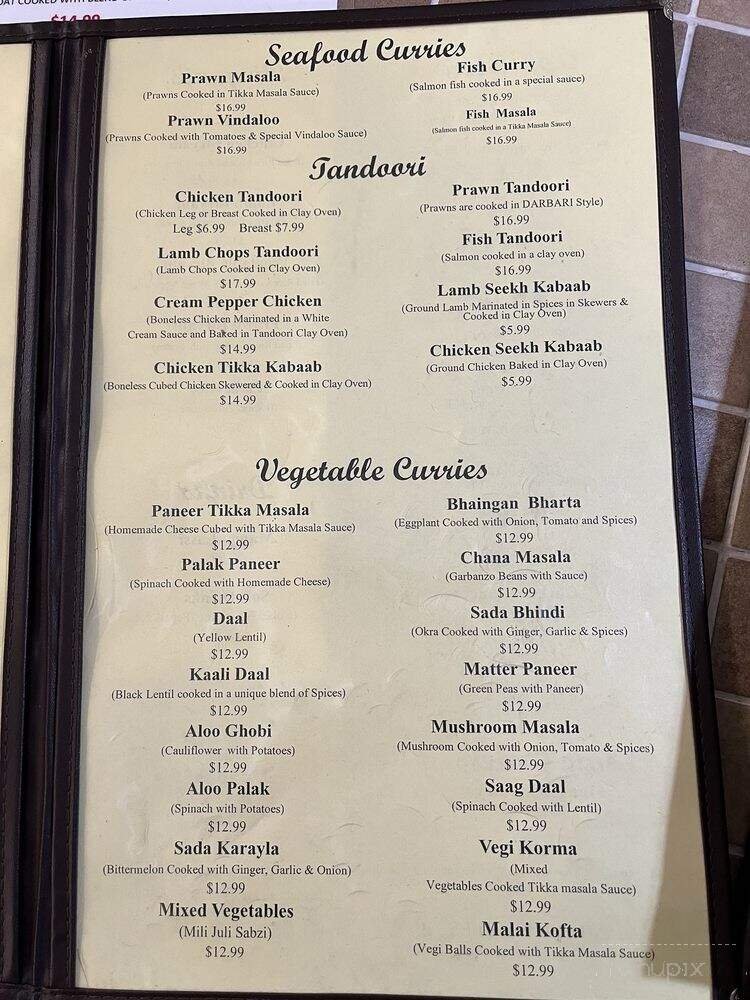 $14.99
Seafood Curries
Prawn Masala
(Prawns Cooked in Tikka Masala Sauce)
$16.99
Prawn Vindaloo
(Prawns Cooked with Tomatoes & Special Vindaloo Sauce)
$16.99
Fish Curry
(Salmon fish cooked in a special sauce)
$16.99
Fish Masala
(Salmon fish cooked in a Tikka Masala Sauce)
$16.99
Tandoori
Chicken Tandoori
(Chicken Leg or Breast Cooked in Clay Oven)
Leg $6.99 Breast $7.99
Lamb Chops Tandoori
(Lamb Chops Cooked in Clay Oven)
$17.99
Cream Pepper Chicken
(Boneless Chicken Marinated in a White
Cream Sauce and Baked in Tandoori Clay Oven)
$14.99
Chicken Tikka Kabaab
(Boneless Cubed Chicken Skewered & Cooked in Clay Oven)
$14.99
Prawn Tandoori
(Prawns are cooked in DARBARI Style)
$16.99
Fish Tandoori
(Salmon cooked in a clay oven)
$16.99
Lamb Seekh Kabaab
(Ground Lamb Marinated in Spices in Skewers &
Cooked in Clay Oven)
$5.99
Chicken Seekh Kabaab
(Ground Chicken Baked in Clay Oven)
$5.99
Vegetable Curries
Paneer Tikka Masala
(Homemade Cheese Cubed with Tikka Masala Sauce)
$12.99
Palak Paneer
(Spinach Cooked with Homemade Cheese)
$12.99
Daal
(Yellow Lentil)
$12.99
Kaali Daal
(Black Lentil cooked in a unique blend of Spices)
$12.99
Aloo Ghobi
(Cauliflower with Potatoes)
$12.99
Aloo Palak
(Spinach with Potatoes)
$12.99
Sada Karayla
(Bittermelon Cooked with Ginger, Garlic & Onion)
$12.99
Mixed Vegetables
(Mili Juli Sabzi)
$12.99
Bhaingan Bharta
(Eggplant Cooked with Onion, Tomato and Spices)
$12.99
Chana Masala
(Garbanzo Beans with Sauce)
$12.99
Sada Bhindi
(Okra Cooked with Ginger, Garlic & Spices)
$12.99
Matter Paneer
(Green Peas with Paneer)
$12.99
Mushroom Masala
(Mushroom Cooked with Onion, Tomato & Spices)
$12.99
Saag Daal
(Spinach Cooked with Lentil)
$12.99
Vegi Korma
(Mixed
Vegetables Cooked Tikka masala Sauce)
$12.99
Malai Kofta
(Vegi Balls Cooked with Tikka Masala Sauce)
$12.99